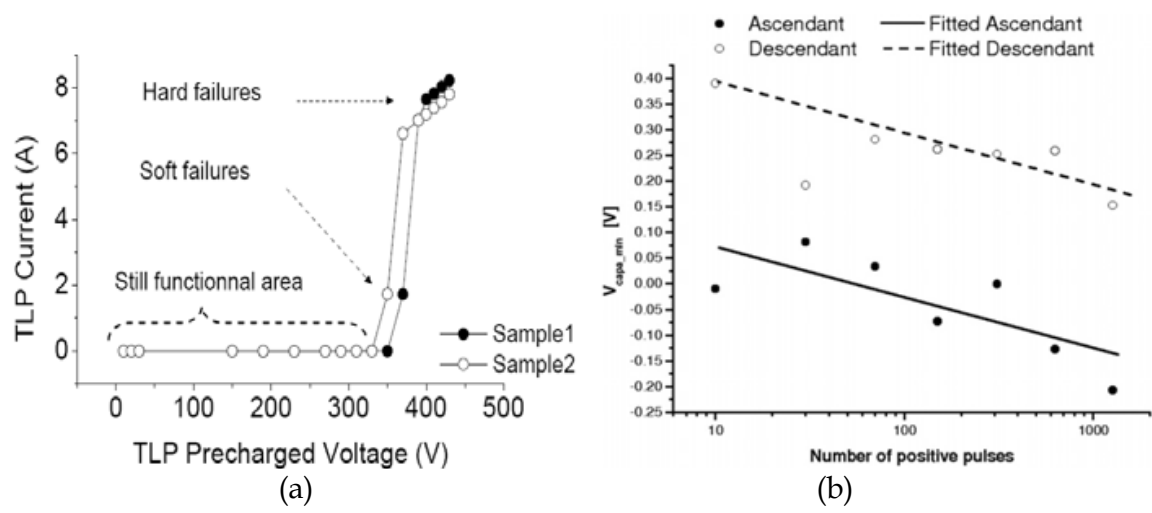 TLP Current (A)
8
6
4
2
0
Hard failures
Soft failures
Still functionnal area
Sample1
Sample2
0 100 200 300 400 500
TLP Precharged Voltage (V)
(a)
Ascendant
Fitted Ascendant
Descendant
Fitted Descendant
V_capa_min [V]
0.40
0.35
0.30
0.25
0.20
0.15
0.10
0.05
0.00
-0.05
-0.10
-0.15
-0.20
-0.25
10 100 1000
Number of positive pulses
(b)